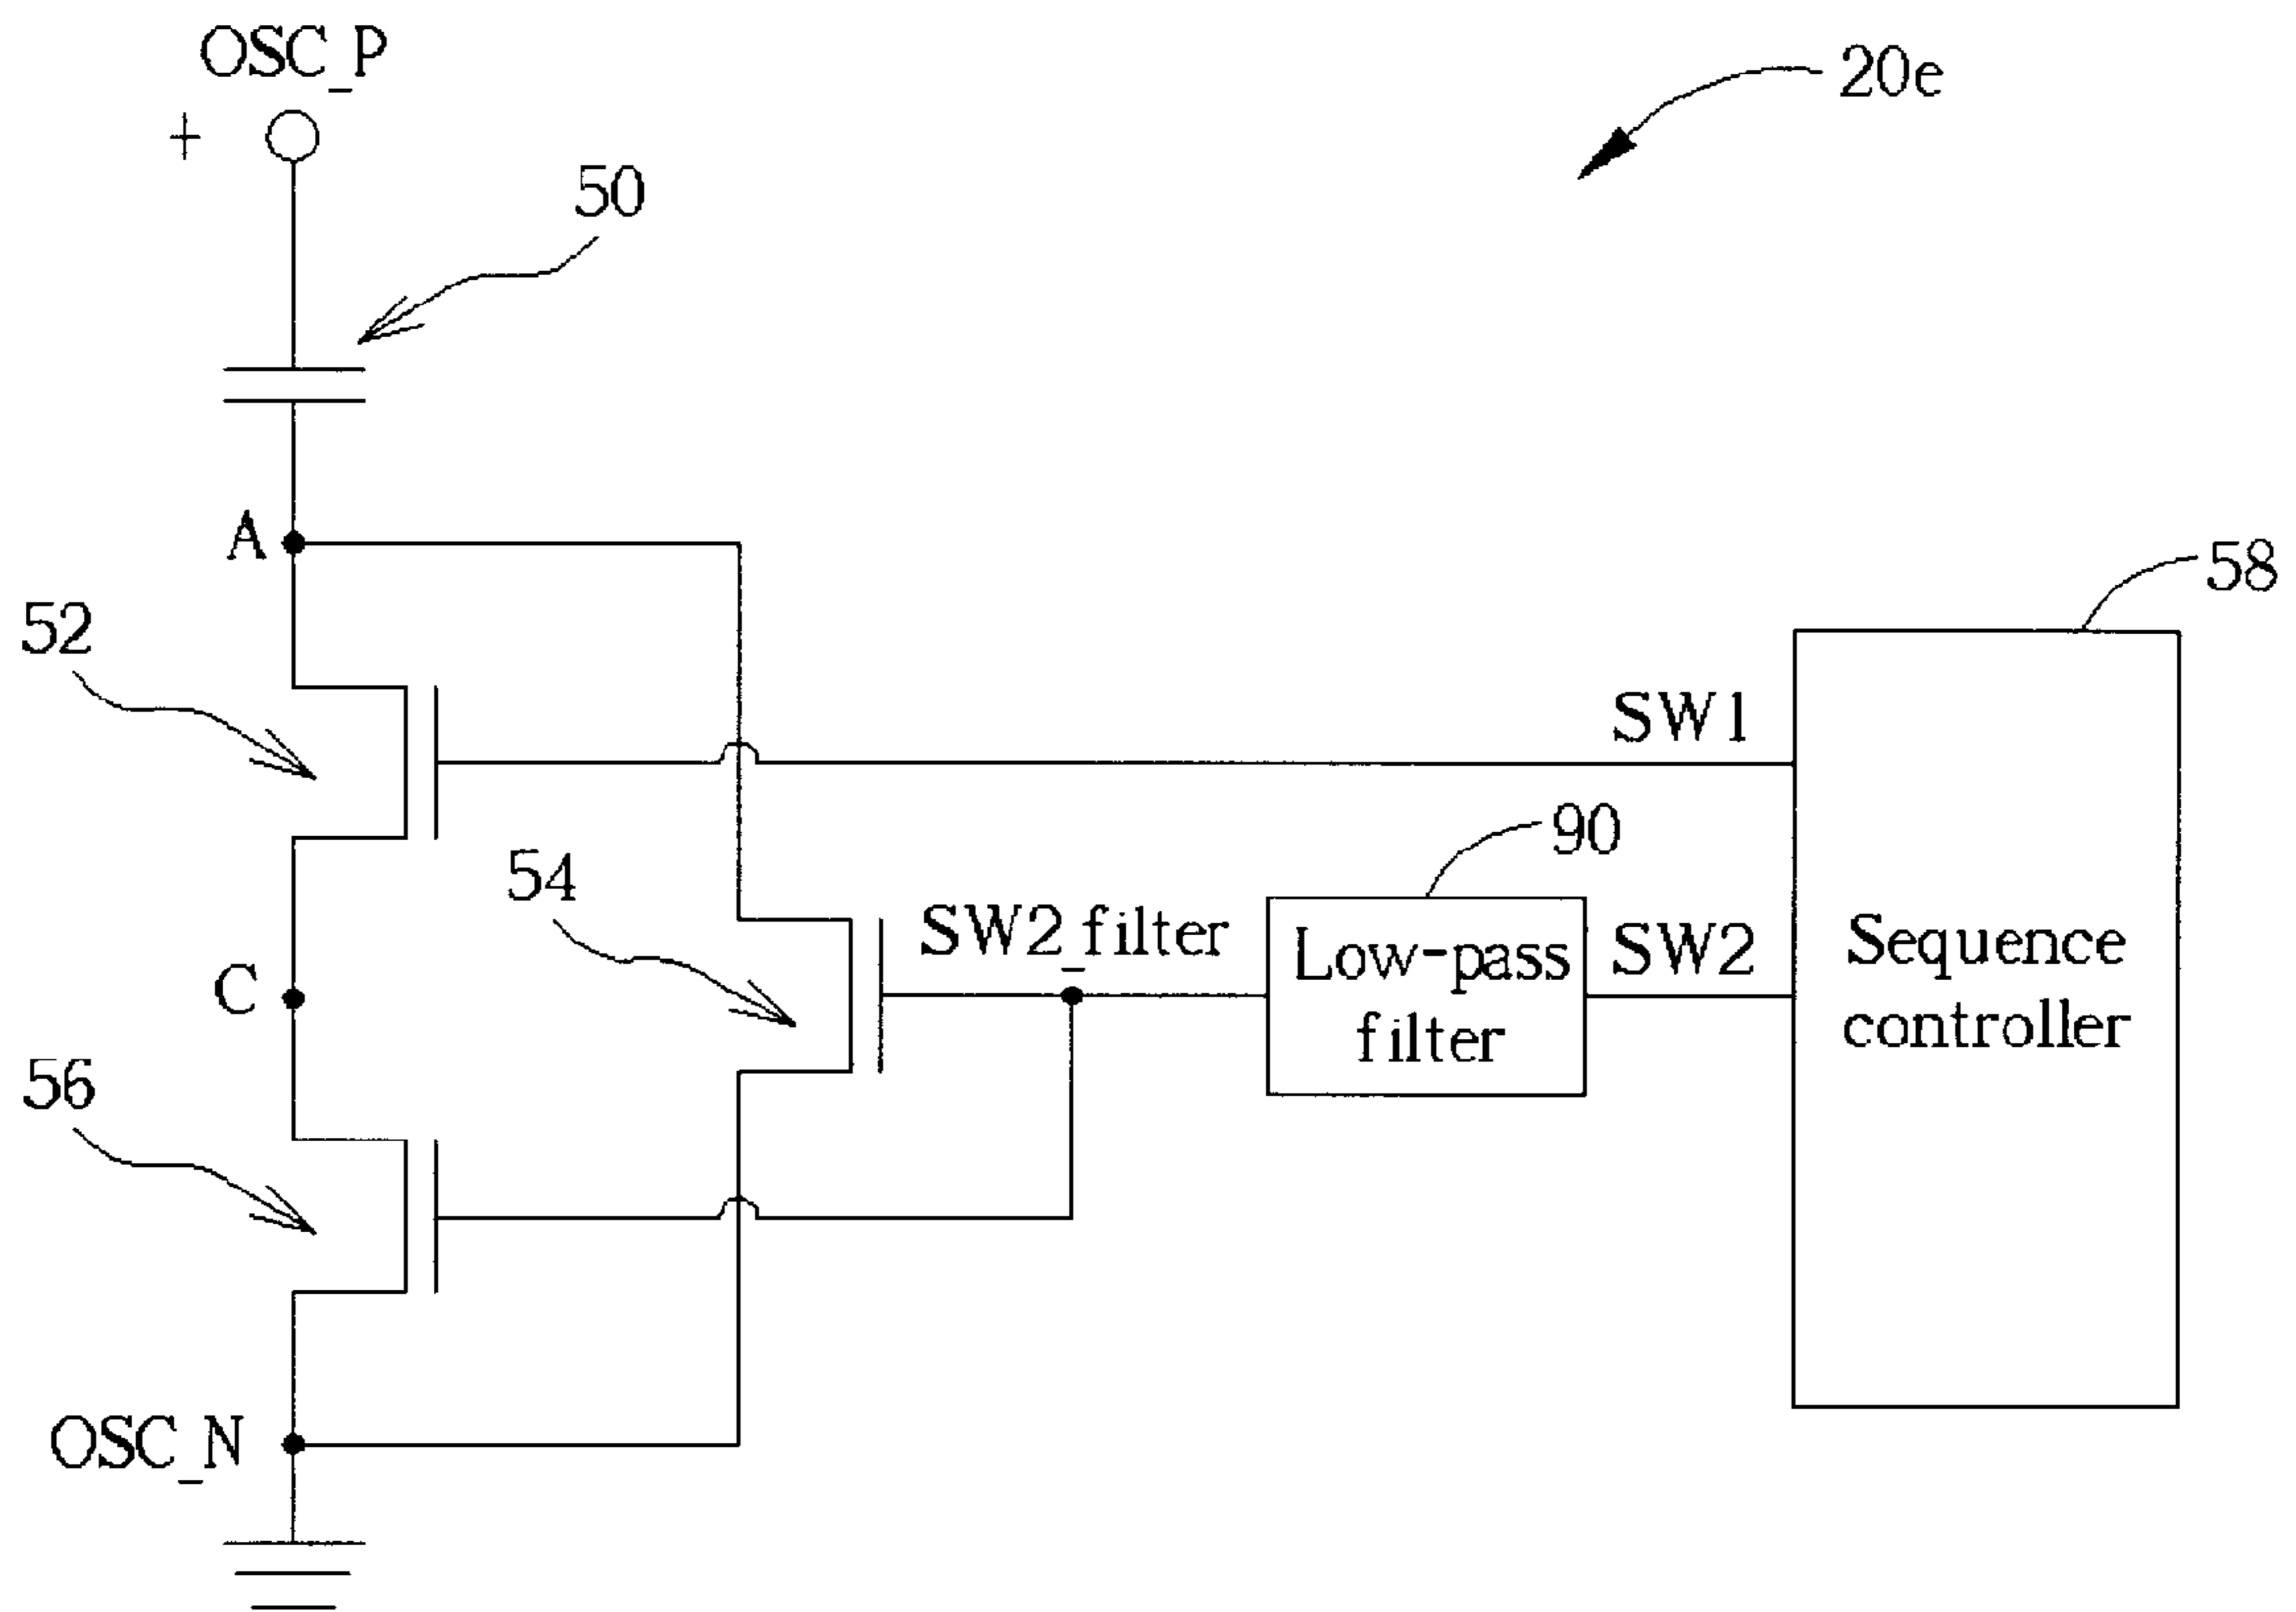 OSC_P
+
20e
50
A
58
52
SW1
90
54
SW2_filter
Low-pass
filter
SW2
Sequence
controller
C
56
OSC_N